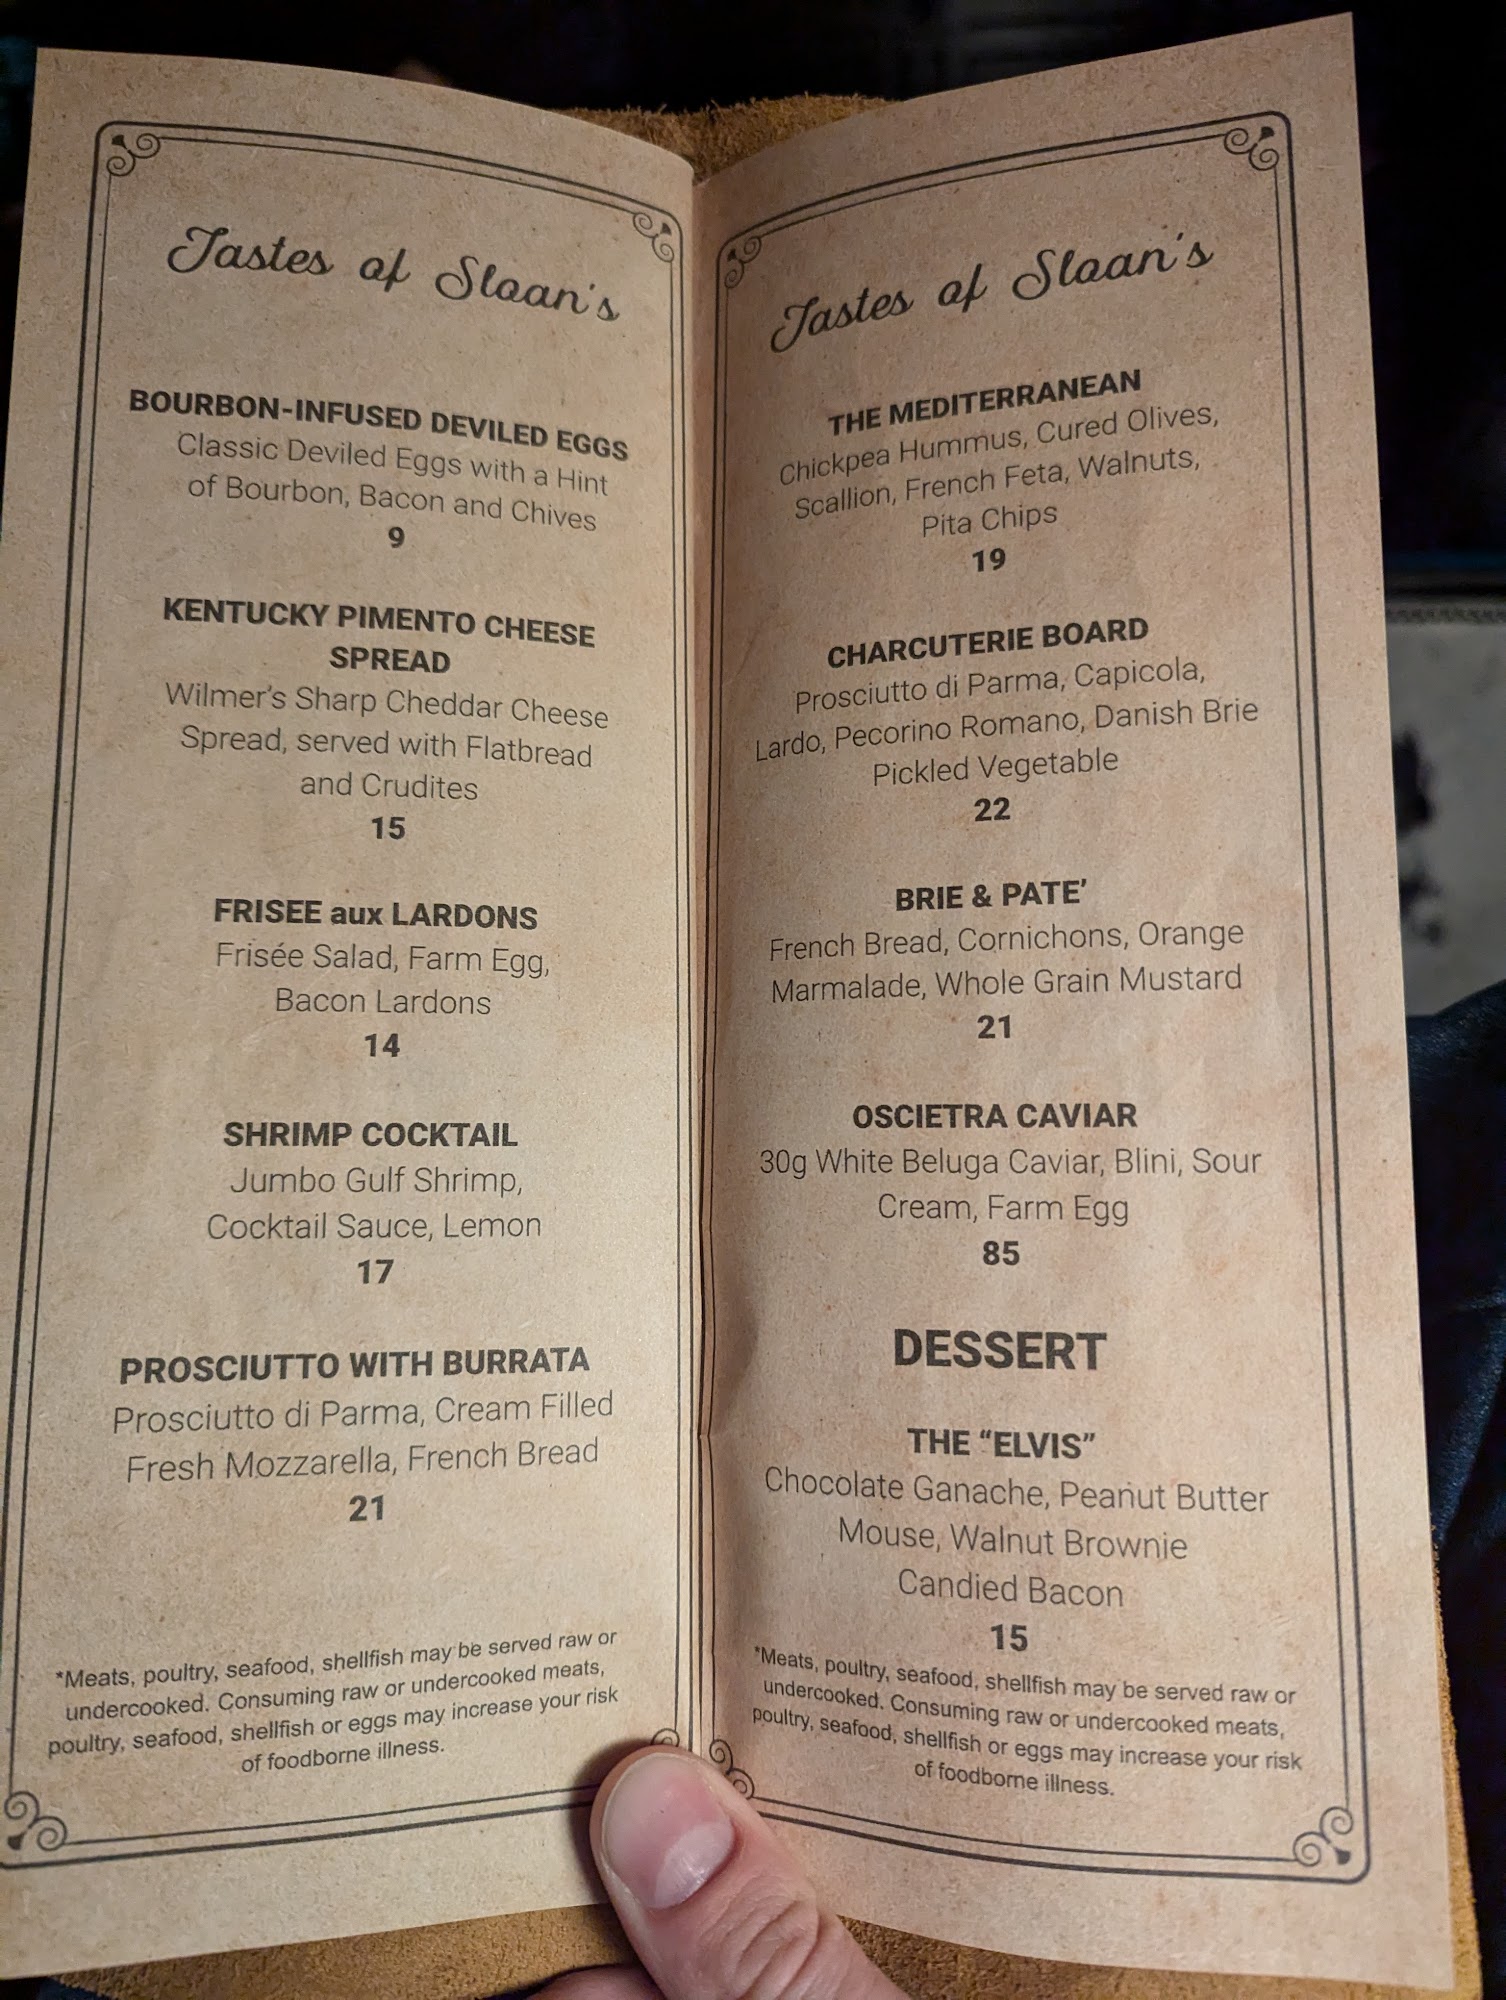 Tastes of Sloan's
BOURBON-INFUSED DEVILED EGGS
Classic Deviled Eggs with a Hint
of Bourbon, Bacon and Chives
9
KENTUCKY PIMENTO CHEESE
SPREAD
Wilmer's Sharp Cheddar Cheese
Spread, served with Flatbread
and Crudites
15
FRISEE aux LARDONS
Frisée Salad, Farm Egg,
Bacon Lardons
14
SHRIMP COCKTAIL
Jumbo Gulf Shrimp,
Cocktail Sauce, Lemon
17
PROSCIUTTO WITH BURRATA
Prosciutto di Parma, Cream Filled
Fresh Mozzarella, French Bread
21
*Meats, poultry, seafood, shellfish may be served raw or
undercooked. Consuming raw or undercooked meats,
poultry, seafood, shellfish or eggs may increase your risk
of foodborne illness.
Tastes of Sloan's
THE MEDITERRANEAN
Chickpea Hummus, Cured Olives,
Scallion, French Feta, Walnuts,
Pita Chips
19
CHARCUTERIE BOARD
Prosciutto di Parma, Capicola,
Lardo, Pecorino Romano, Danish Brie
Pickled Vegetable
22
BRIE & PATE'
French Bread, Cornichons, Orange
Marmalade, Whole Grain Mustard
21
OSCIETRA CAVIAR
30g White Beluga Caviar, Blini, Sour
Cream, Farm Egg
85
DESSERT
THE “ELVIS”
Chocolate Ganache, Peanut Butter
Mouse, Walnut Brownie
Candied Bacon
15
*Meats, poultry, seafood, shellfish may be served raw or
undercooked. Consuming raw or undercooked meats,
poultry, seafood, shellfish or eggs may increase your risk
of foodborne illness.